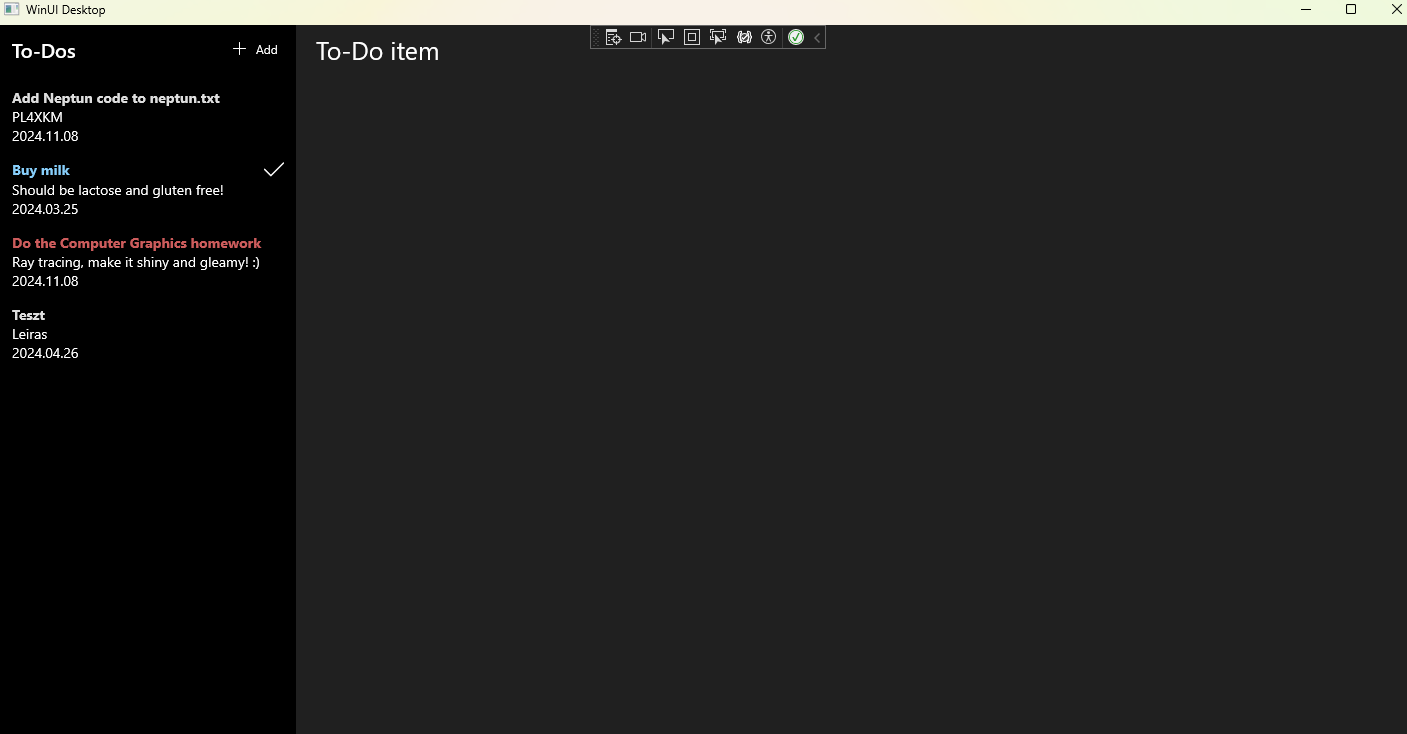 WinUI Desktop
To-Dos
Add
To-Do item
Add Neptun code to neptun.txt
PL4XKM
2024.11.08
Buy milk
Should be lactose and gluten free!
2024.03.25
Do the Computer Graphics homework
Ray tracing, make it shiny and gleamy! :)
2024.11.08
Teszt
Leiras
2024.04.26